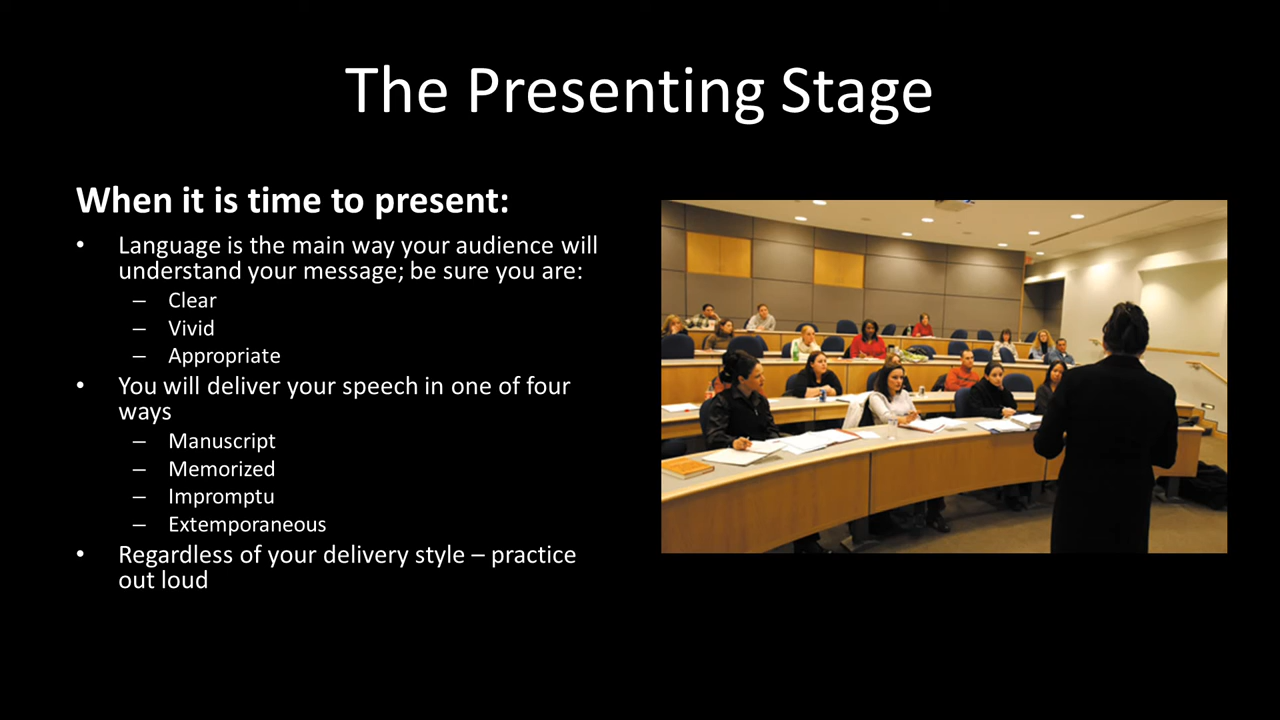 The Presenting Stage
When it is time to present:
• Language is the main way your audience will
understand your message; be sure you are:
– Clear
– Vivid
– Appropriate
• You will deliver your speech in one of four
ways
– Manuscript
– Memorized
– Impromptu
– Extemporaneous
• Regardless of your delivery style – practice
out loud